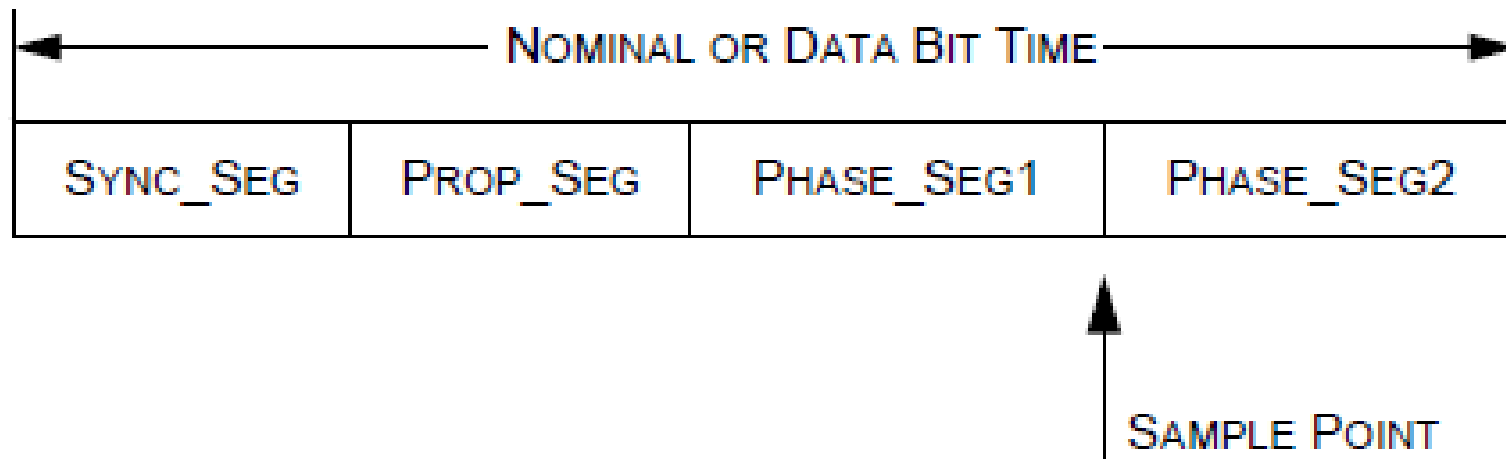 NOMINAL OR DATA BIT TIME
SYNC_SEG PROP_SEG PHASE_SEG1 PHASE_SEG2
SAMPLE POINT